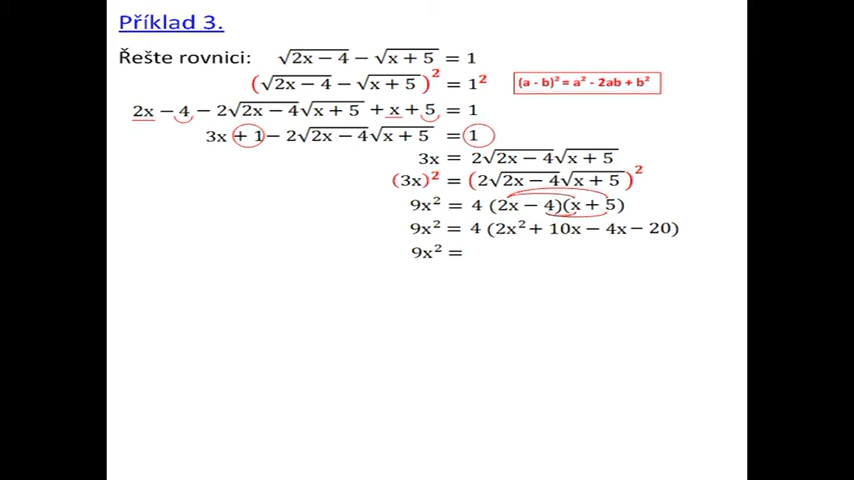 Příklad 3.
Řešte rovnici: √(2x − 4) − √(x + 5) = 1
(√(2x − 4) − √(x + 5))² = 1²
(a - b)² = a² - 2ab + b²
2x − 4 − 2√(2x − 4)√(x + 5) + x + 5 = 1
3x + 1 − 2√(2x − 4)√(x + 5) = 1
3x = 2√(2x − 4)√(x + 5)
(3x)² = (2√(2x − 4)√(x + 5))²
9x² = 4 (2x − 4)(x + 5)
9x² = 4 (2x² + 10x − 4x − 20)
9x² =